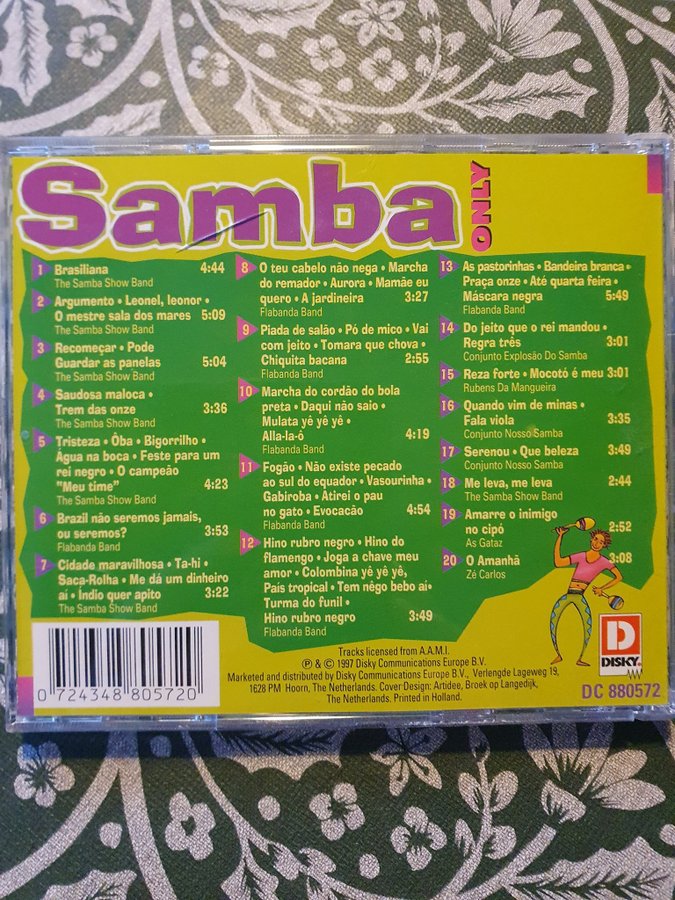 Samba
ONLY
1 Brasiliana 4:44
The Samba Show Band
2 Argumento • Leonel, leonor •
O mestre sala dos mares 5:09
The Samba Show Band
3 Recomeçar • Pode
Guardar as panelas 5:04
The Samba Show Band
4 Saudosa maloca •
Trem das onze 3:36
The Samba Show Band
5 Tristeza • Ôba • Bigorrilho •
Água na boca • Feste para um
rei negro • O campeão
"Meu time" 4:23
The Samba Show Band
6 Brazil não seremos jamais,
ou seremos? 3:53
Flabanda Band
7 Cidade maravilhosa • Ta-hi •
Saca-Rolha • Me dá um dinheiro
aí • Índio quer apito 3:22
The Samba Show Band
8 O teu cabelo não nega • Marcha
do remador • Aurora • Mamãe eu
quero • A jardineira 3:27
Flabanda Band
9 Piada de salão • Pó de mico • Vai
com jeito • Tomara que chova •
Chiquita bacana 2:55
Flabanda Band
10 Marcha do cordão do bola
preta • Daqui não saio •
Mulata yê yê yê •
Alla-la-ó 4:19
Flabanda Band
11 Fogão • Não existe pecado
ao sul do equador • Vasourinha •
Gabiroba • Àtirei o pau
no gato • Evocacão 4:54
Flabanda Band
12 Hino rubro negro • Hino do
flamengo • Joga a chave meu
amor • Colombina yê yê yê,
País tropical • Tem nêgo bebo aí •
Turma do funil •
Hino rubro negro 3:49
Flabanda Band
13 As pastorinhas • Bandeira branca •
Praça onze • Até quarta feira •
Máscara negra 5:49
Flabanda Band
14 Do jeito que o rei mandou •
Regra três 3:01
Conjunto Explosão Do Samba
15 Reza forte • Mocotó é meu 3:01
Rubens Da Mangueira
16 Quando vim de minas •
Fala viola 3:35
Conjunto Nosso Samba
17 Serenou • Que beleza 3:49
Conjunto Nosso Samba
18 Me leva, me leva 2:44
The Samba Show Band
19 Amarre o inimigo
no cipó 2:52
As Gataz
20 O Amanhã 3:08
Zé Carlos
0 724348 805720
Tracks licensed from A.A.M.I.
℗ & © 1997 Disky Communications Europe B.V.
Marketed and distributed by Disky Communications Europe B.V., Verlengde Lageweg 19,
1628 PM Hoorn, The Netherlands. Cover Design: Artidee, Broek op Langedijk,
The Netherlands. Printed in Holland.
D
DISKY
DC 880572